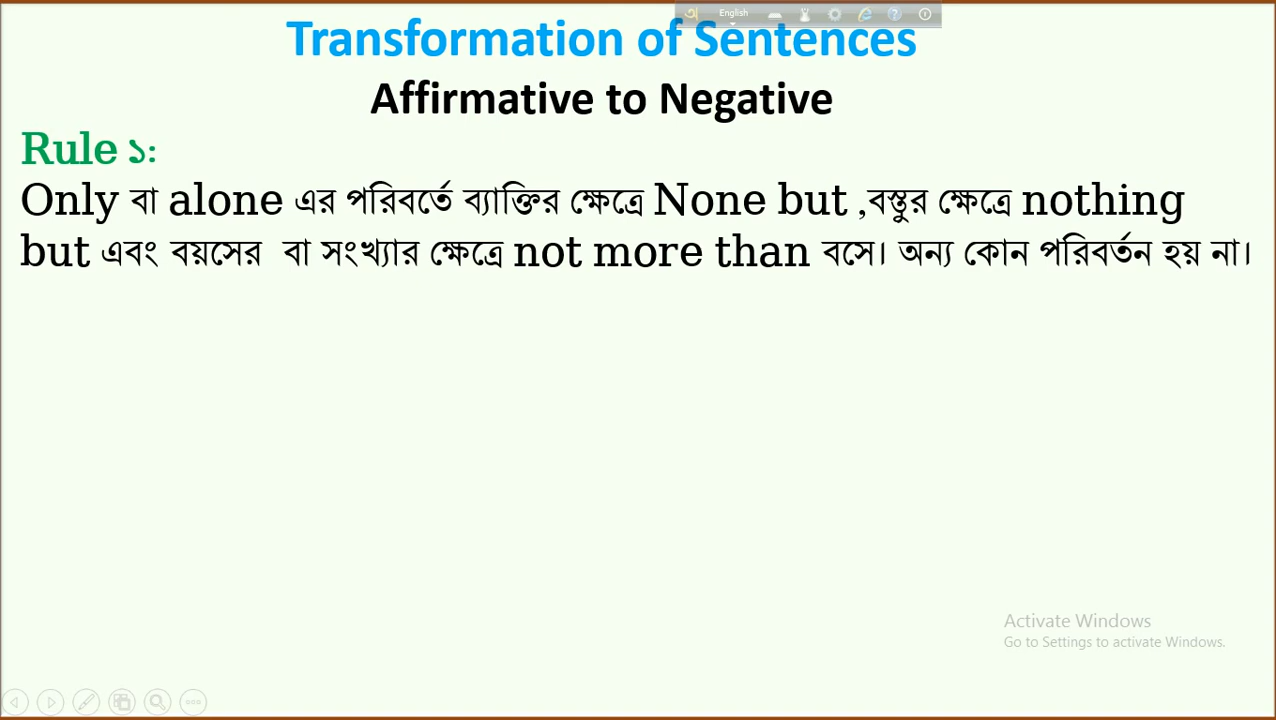 অ English
Transformation of Sentences
Affirmative to Negative
Rule ১:
Only বা alone এর পরিবর্তে ব্যাক্তির ক্ষেত্রে None but ,বস্তুর ক্ষেত্রে nothing
but এবং বয়সের বা সংখ্যার ক্ষেত্রে not more than বসে। অন্য কোন পরিবর্তন হয় না।
Activate Windows
Go to Settings to activate Windows.